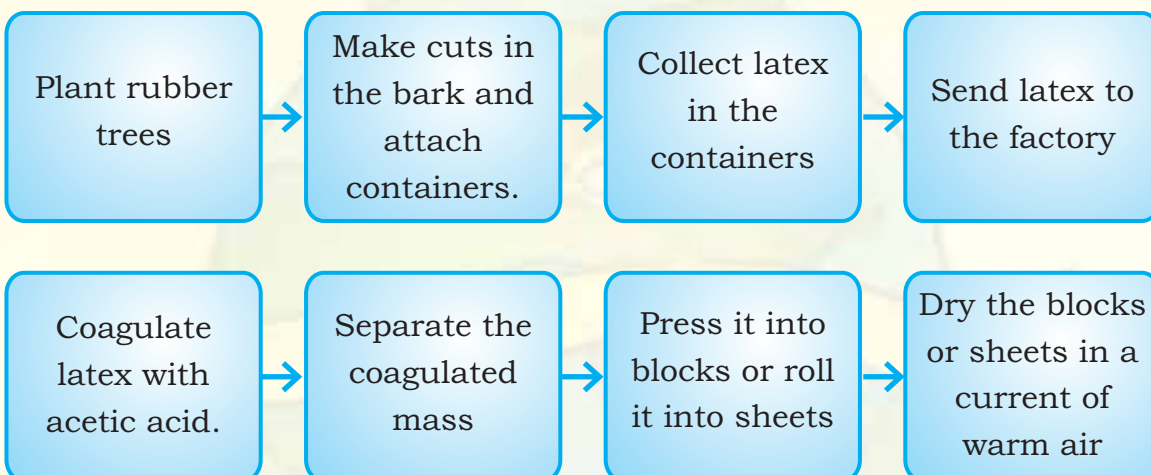 Plant rubber
trees
Make cuts in
the bark and
attach
containers.
Collect latex
in the
containers
Send latex to
the factory
Coagulate
latex with
acetic acid.
Separate the
coagulated
mass
Press it into
blocks or roll
it into sheets
Dry the blocks
or sheets in a
current of
warm air